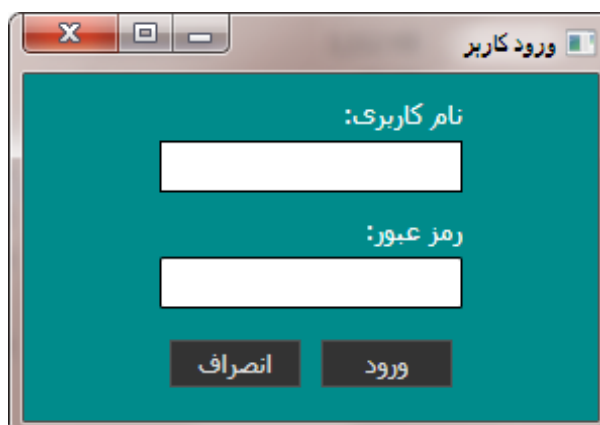 ورود کاربر
نام کاربری:
رمز عبور:
ورود انصراف